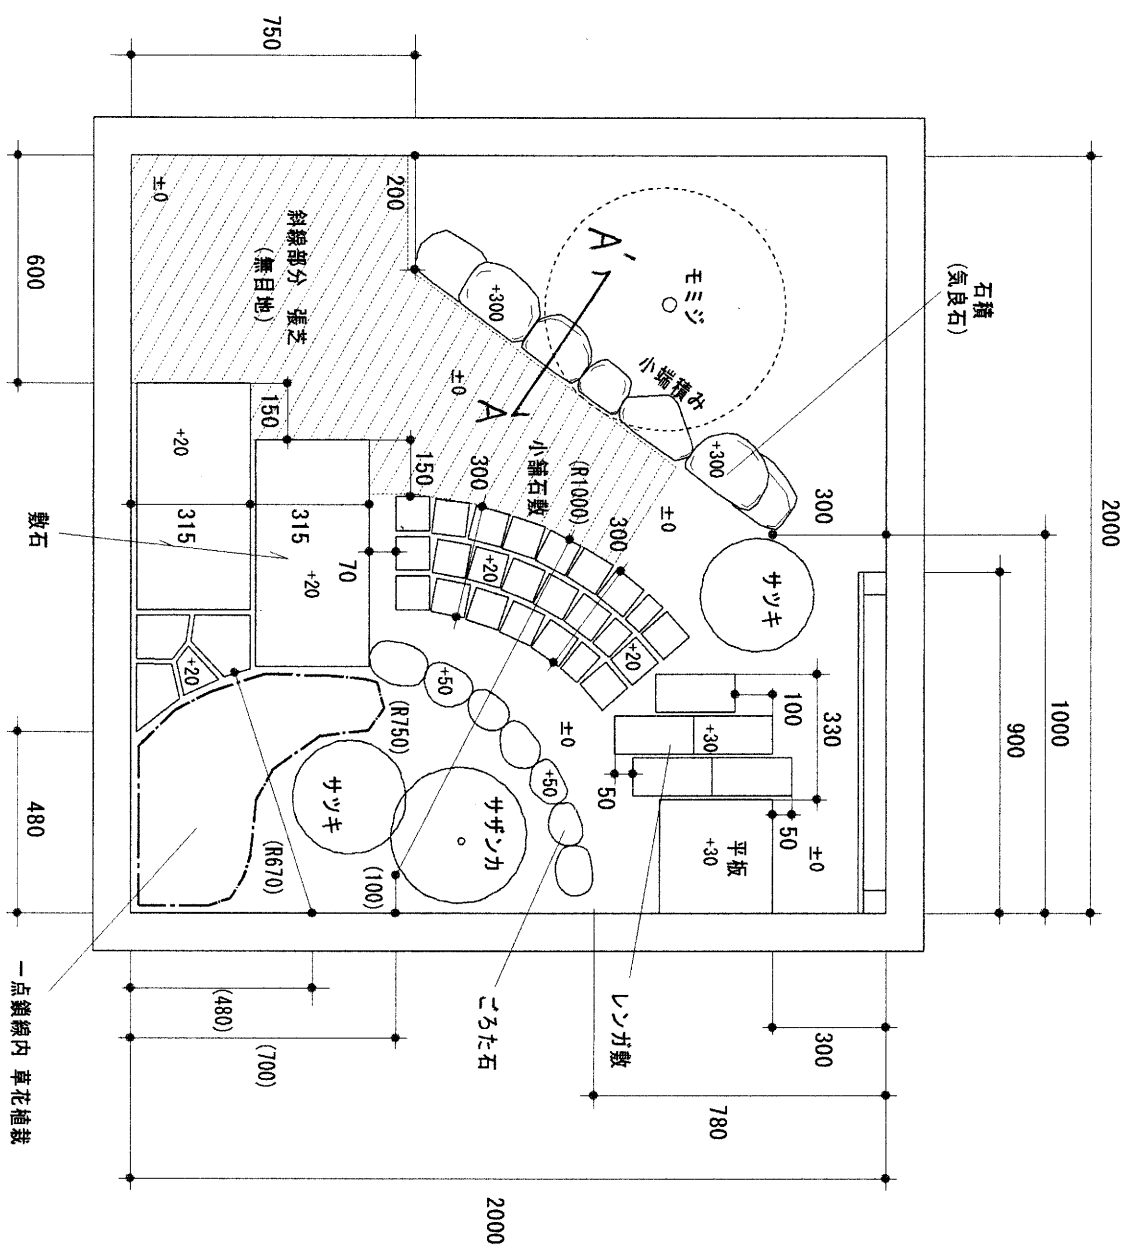 2000
1000
900
石積
(気良石)
300
サツキ
モミジ
小端積み
+300
±0
100
330
+30
50
50
±0
平板
+30
A'
+300
A
±0
小舗石敷
(R1000)
300
300
+20
+20
±0
750
200
150
300
+50
+50
サザンカ
(100)
斜線部分 張芝
(無目地)
150
315
+20
70
(R750)
サツキ
(R670)
±0
+20
315
+20
600
480
敷石
一点鎖線内 草花植栽
ごろた石
レンガ敷
300
780
(480)
(700)
2000